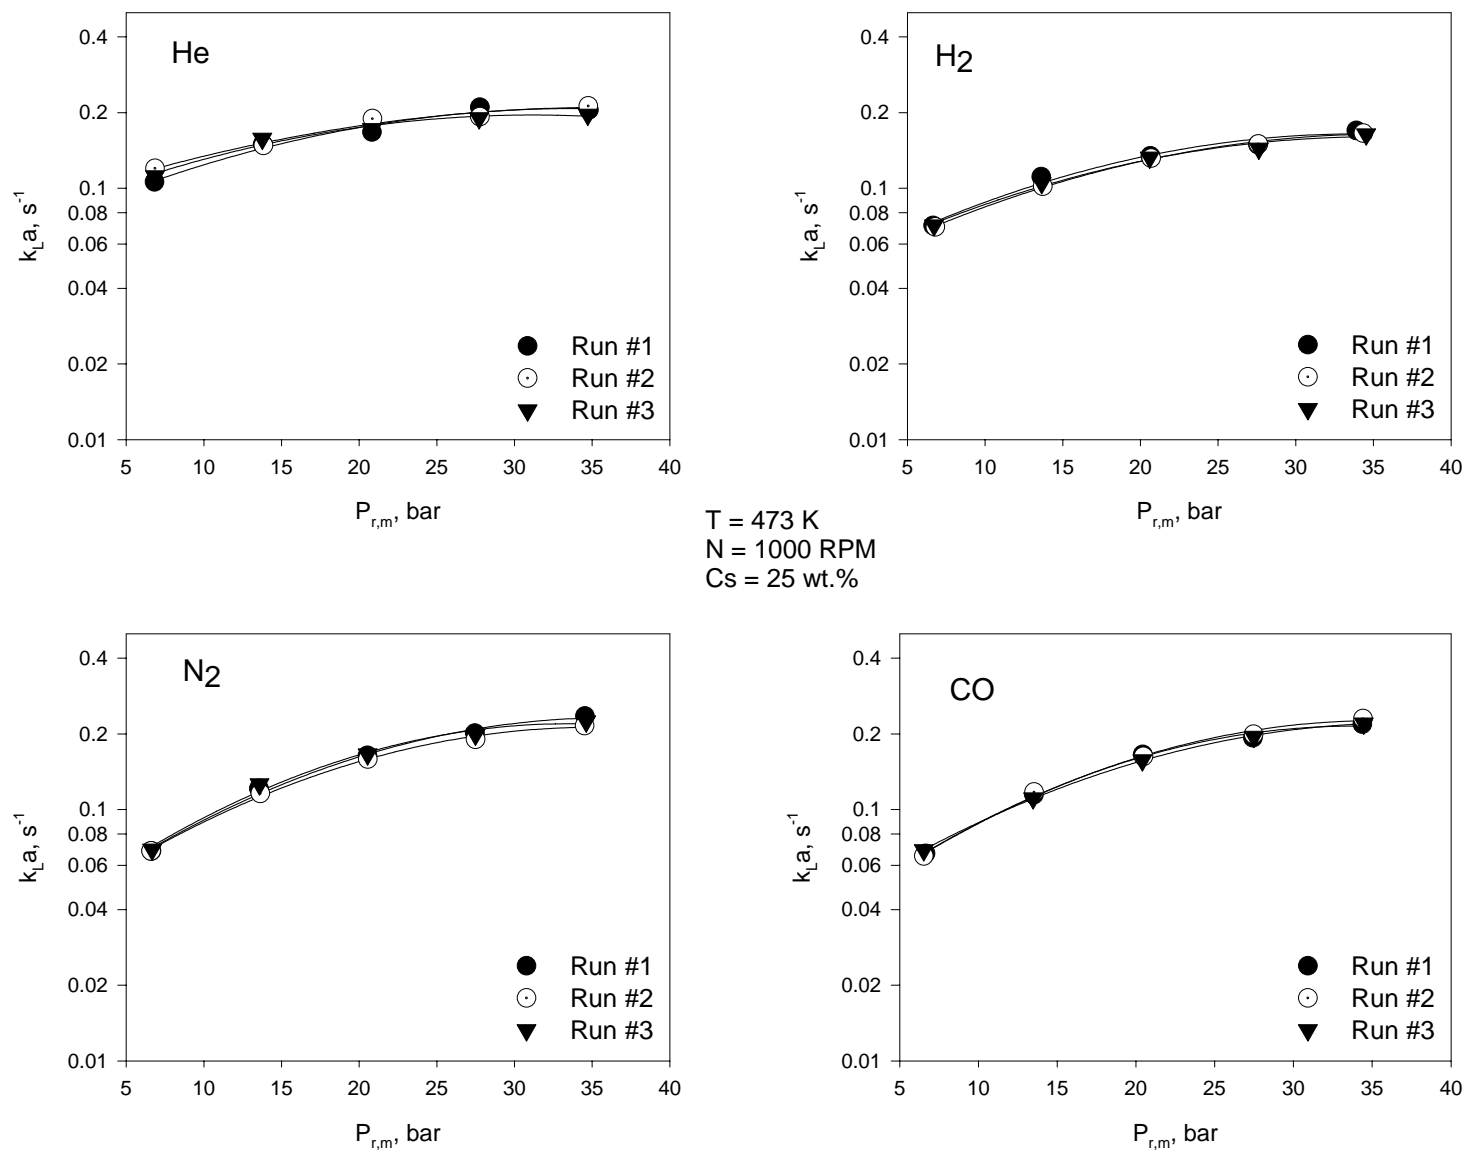 He
0.4
0.2
0.1
0.08
0.06
0.04
0.02
0.01
k_L a, s^-1
Run #1
Run #2
Run #3
5 10 15 20 25 30 35 40
P_r,m, bar
H2
0.4
0.2
0.1
0.08
0.06
0.04
0.02
0.01
k_L a, s^-1
Run #1
Run #2
Run #3
5 10 15 20 25 30 35 40
P_r,m, bar
T = 473 K
N = 1000 RPM
Cs = 25 wt.%
N2
0.4
0.2
0.1
0.08
0.06
0.04
0.02
0.01
k_L a, s^-1
Run #1
Run #2
Run #3
5 10 15 20 25 30 35 40
P_r,m, bar
CO
0.4
0.2
0.1
0.08
0.06
0.04
0.02
0.01
k_L a, s^-1
Run #1
Run #2
Run #3
5 10 15 20 25 30 35 40
P_r,m, bar